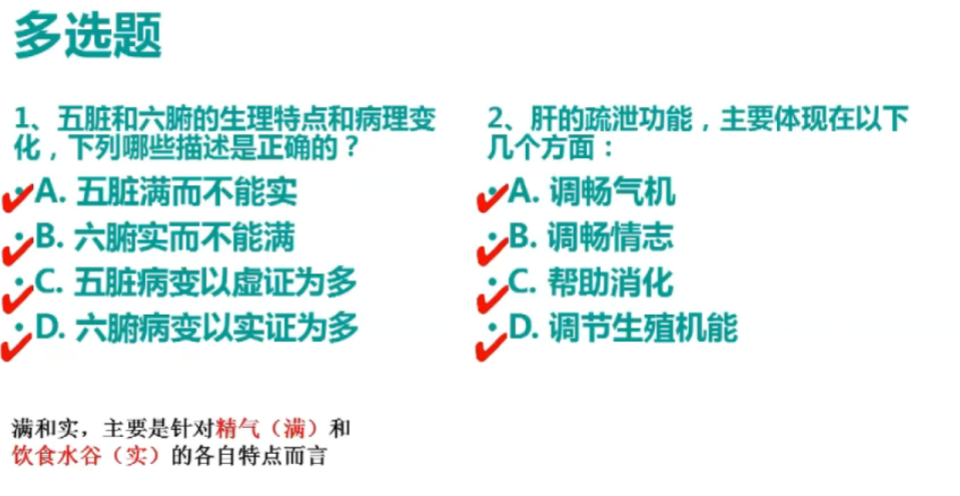 多选题
1、五脏和六腑的生理特点和病理变
化，下列哪些描述是正确的？
• A. 五脏满而不能实
• B. 六腑实而不能满
• C. 五脏病变以虚证为多
• D. 六腑病变以实证为多
满和实，主要是针对精气（满）和
饮食水谷（实）的各自特点而言
2、肝的疏泄功能，主要体现在以下
几个方面：
• A. 调畅气机
• B. 调畅情志
• C. 帮助消化
• D. 调节生殖机能